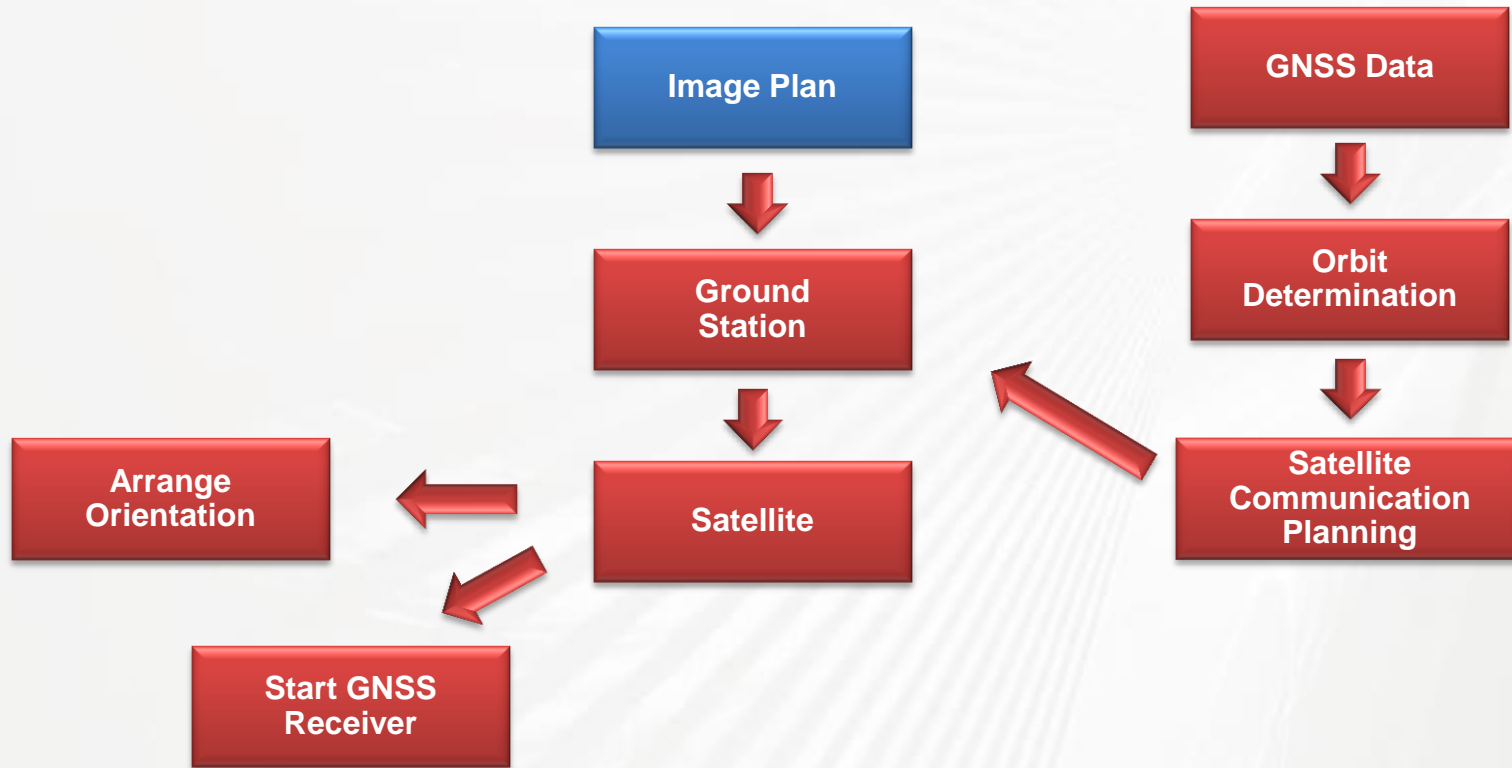 Image Plan
GNSS Data
Ground
Station
Orbit
Determination
Arrange
Orientation
Satellite
Satellite
Communication
Planning
Start GNSS
Receiver